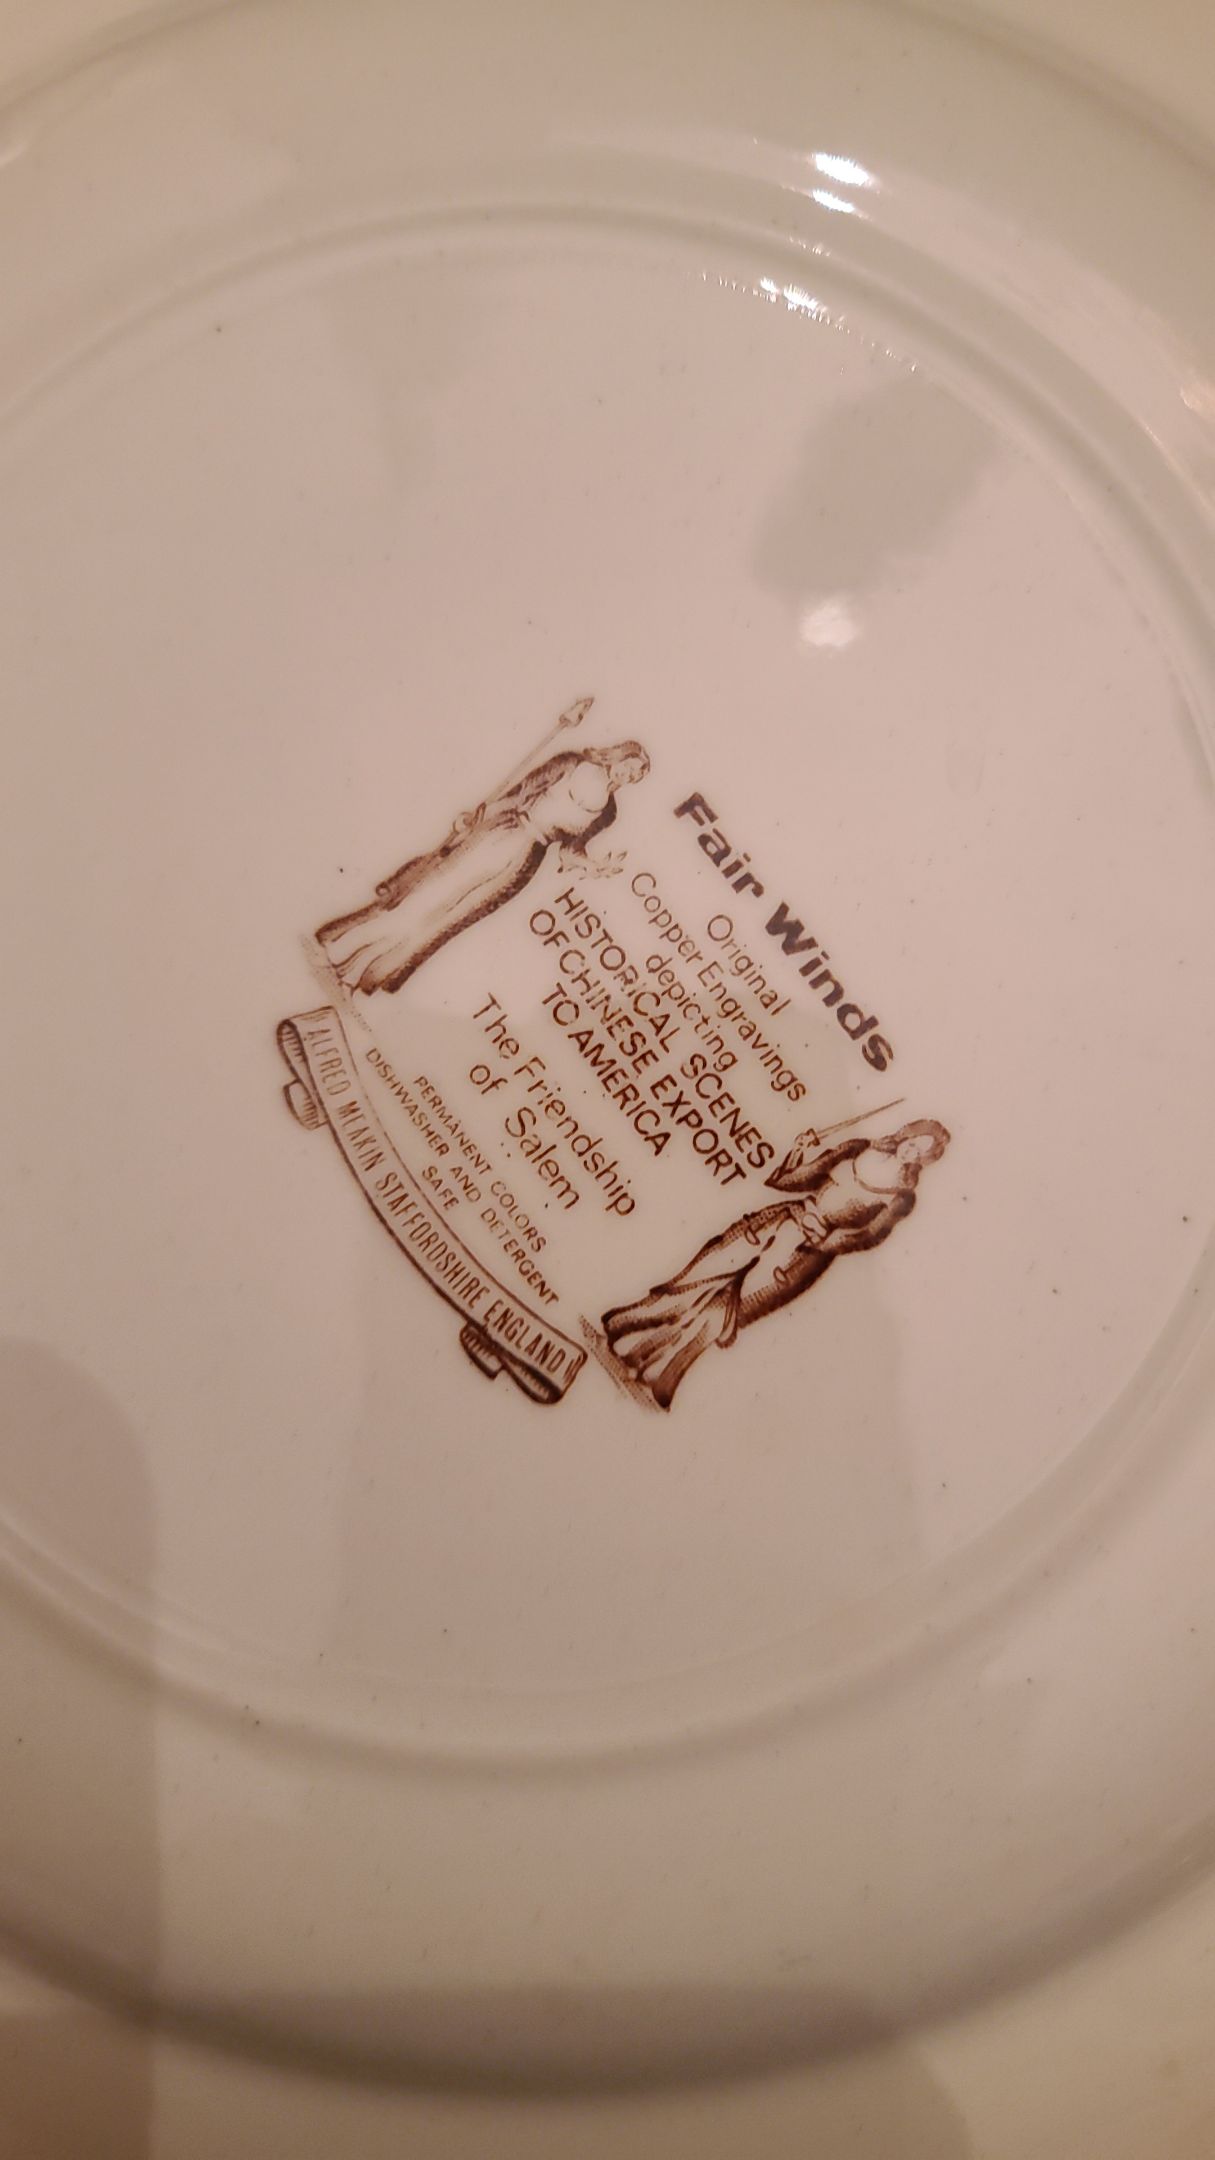 Fair Winds
Original
Copper Engravings
depicting
HISTORICAL SCENES
OF CHINESE EXPORT
TO AMERICA
The Friendship
of Salem
PERMANENT COLORS
DISHWASHER AND DETERGENT
SAFE
ALFRED MEAKIN STAFFORDSHIRE ENGLAND